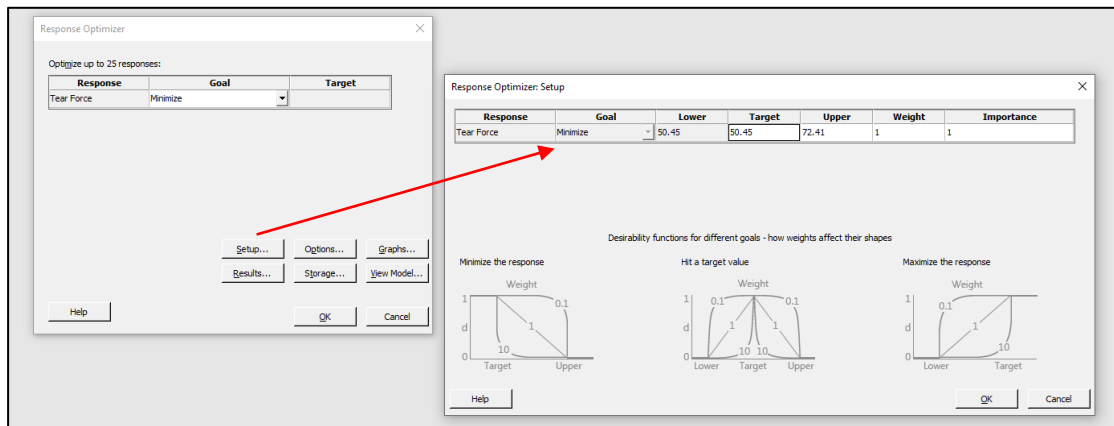 Response Optimizer
Optimize up to 25 responses:
Response Goal Target
Tear Force Minimize
Setup... Options... Graphs...
Results... Storage... View Model...
Help OK Cancel
Response Optimizer: Setup
Response Goal Lower Target Upper Weight Importance
Tear Force Minimize 50.45 50.45 72.41 1 1
Desirability functions for different goals - how weights affect their shapes
Minimize the response Hit a target value Maximize the response
Weight Weight Weight
1 0.1 1 0.1 0.1 1 0.1
d 1 d 1 1 d 1
0 10 0 10 10 0 10
Target Upper Lower Target Upper Lower Target
Help OK Cancel